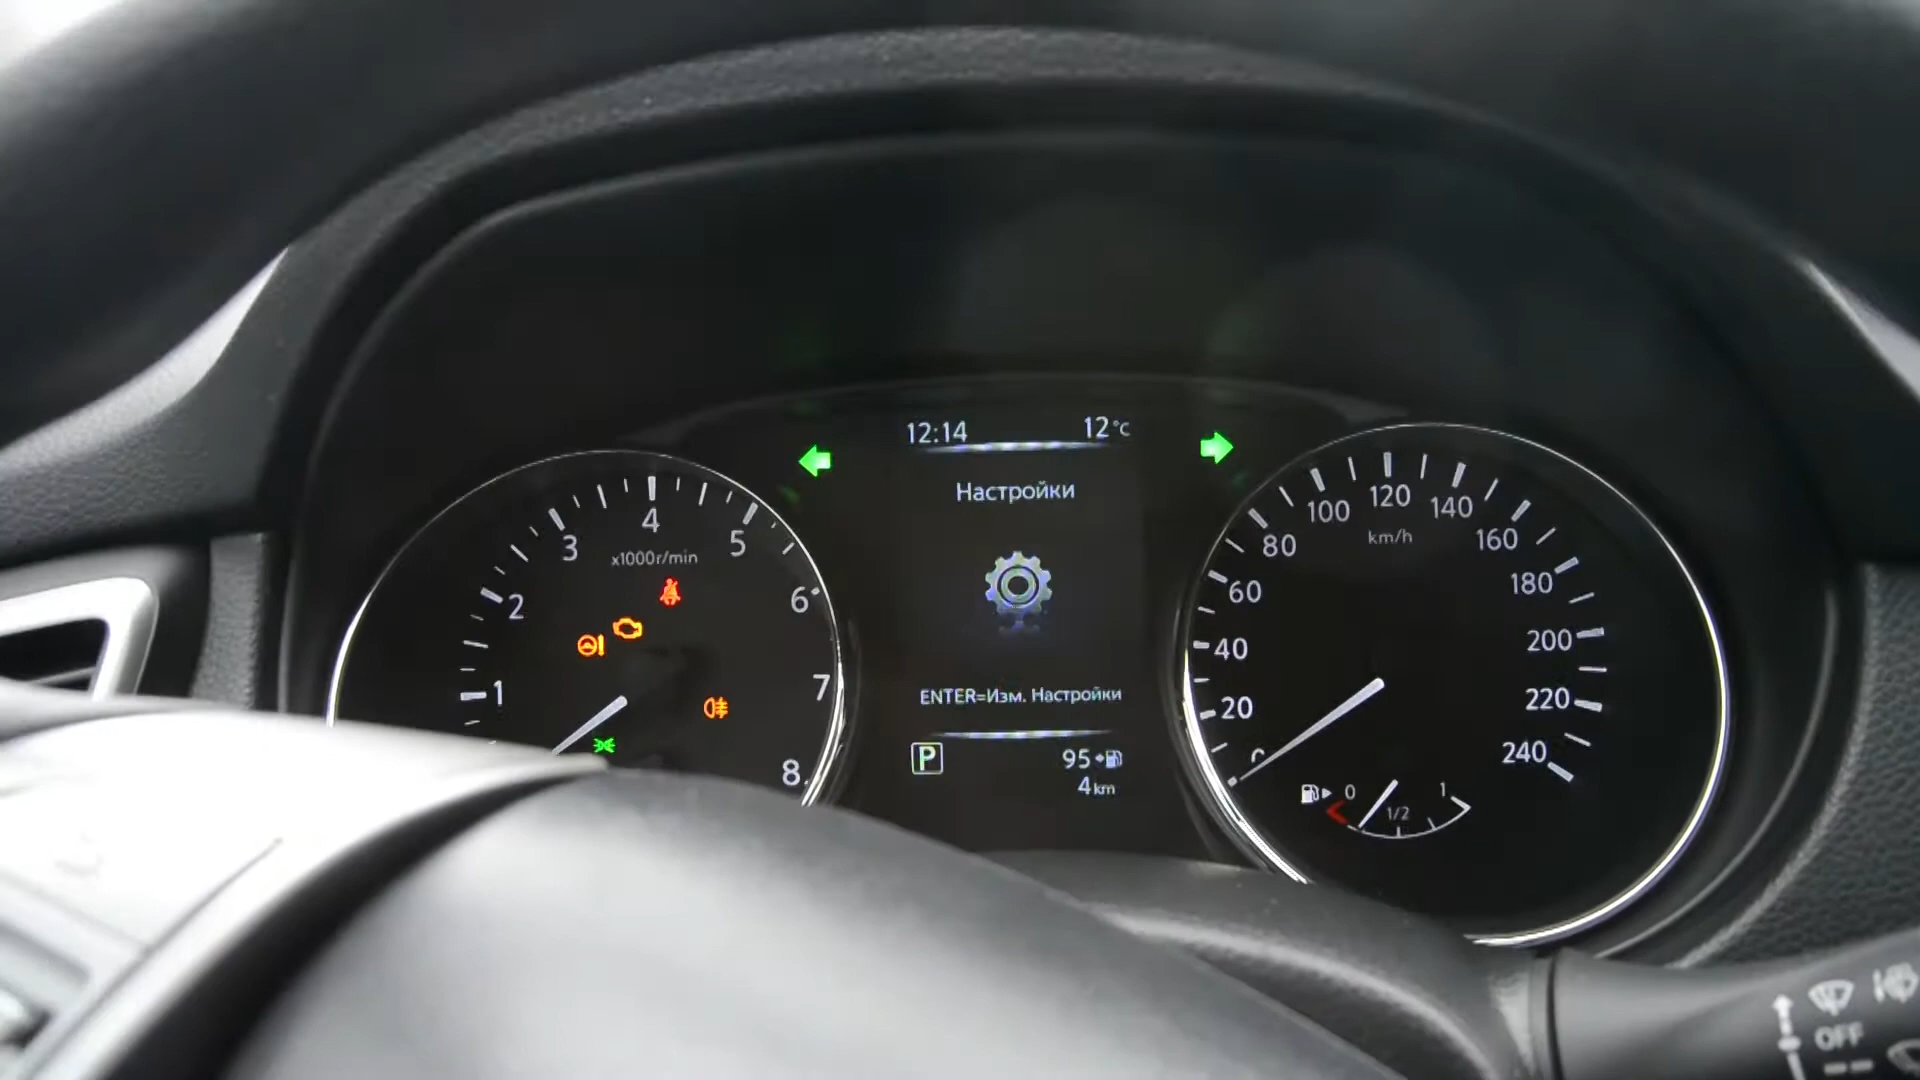 12:14 12°C
Настройки
ENTER=Изм. Настройки
P 95
4km
1 2 3 4 5 6 7 8
x1000r/min
20 40 60 80 100 120 140 160 180 200 220 240
km/h
0 1/2 1
OFF